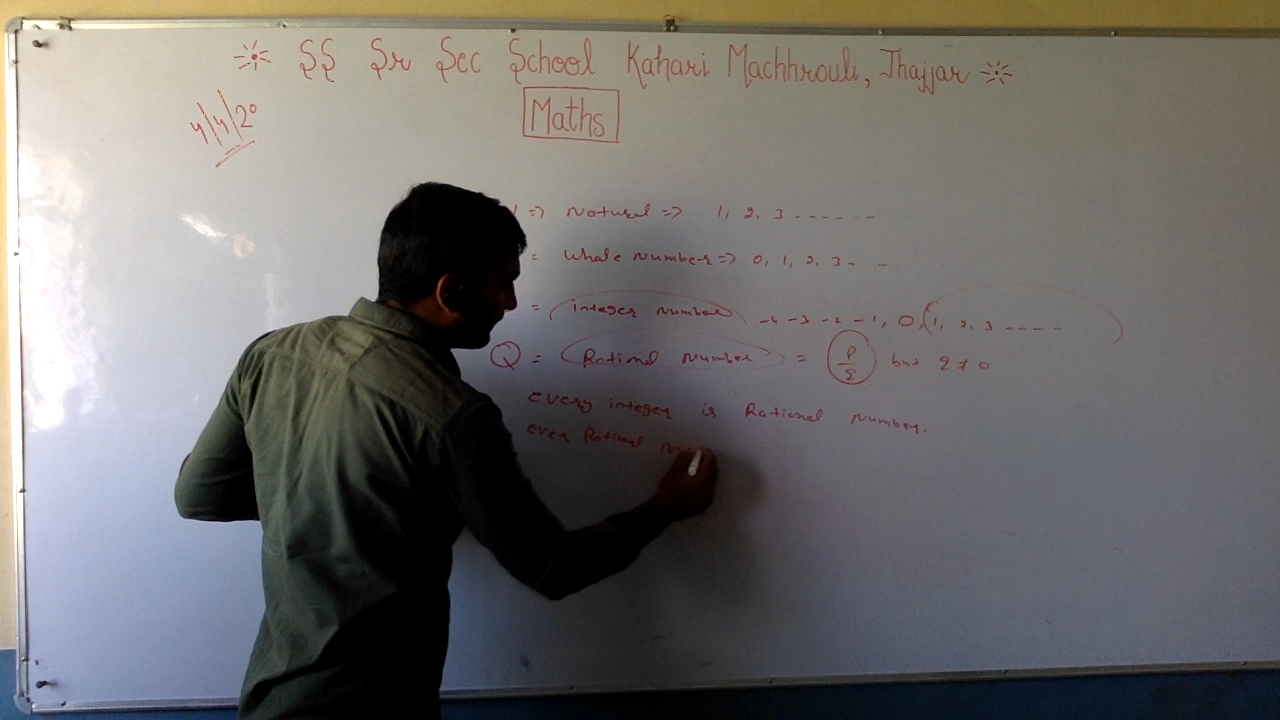 SS Sr Sec School Kahari Machhrouli, Jhajjar
4/4/20
Maths
=> Natural => 1, 2, 3 - - - - - -
= Whole Number => 0, 1, 2, 3 - -
= integer number -4 -3 -2 -1, 0, 1, 2, 3 - - - -
Q = Rational Number = P/q but q ≠ 0
every integer is Rational Number.
ever Rational Nu